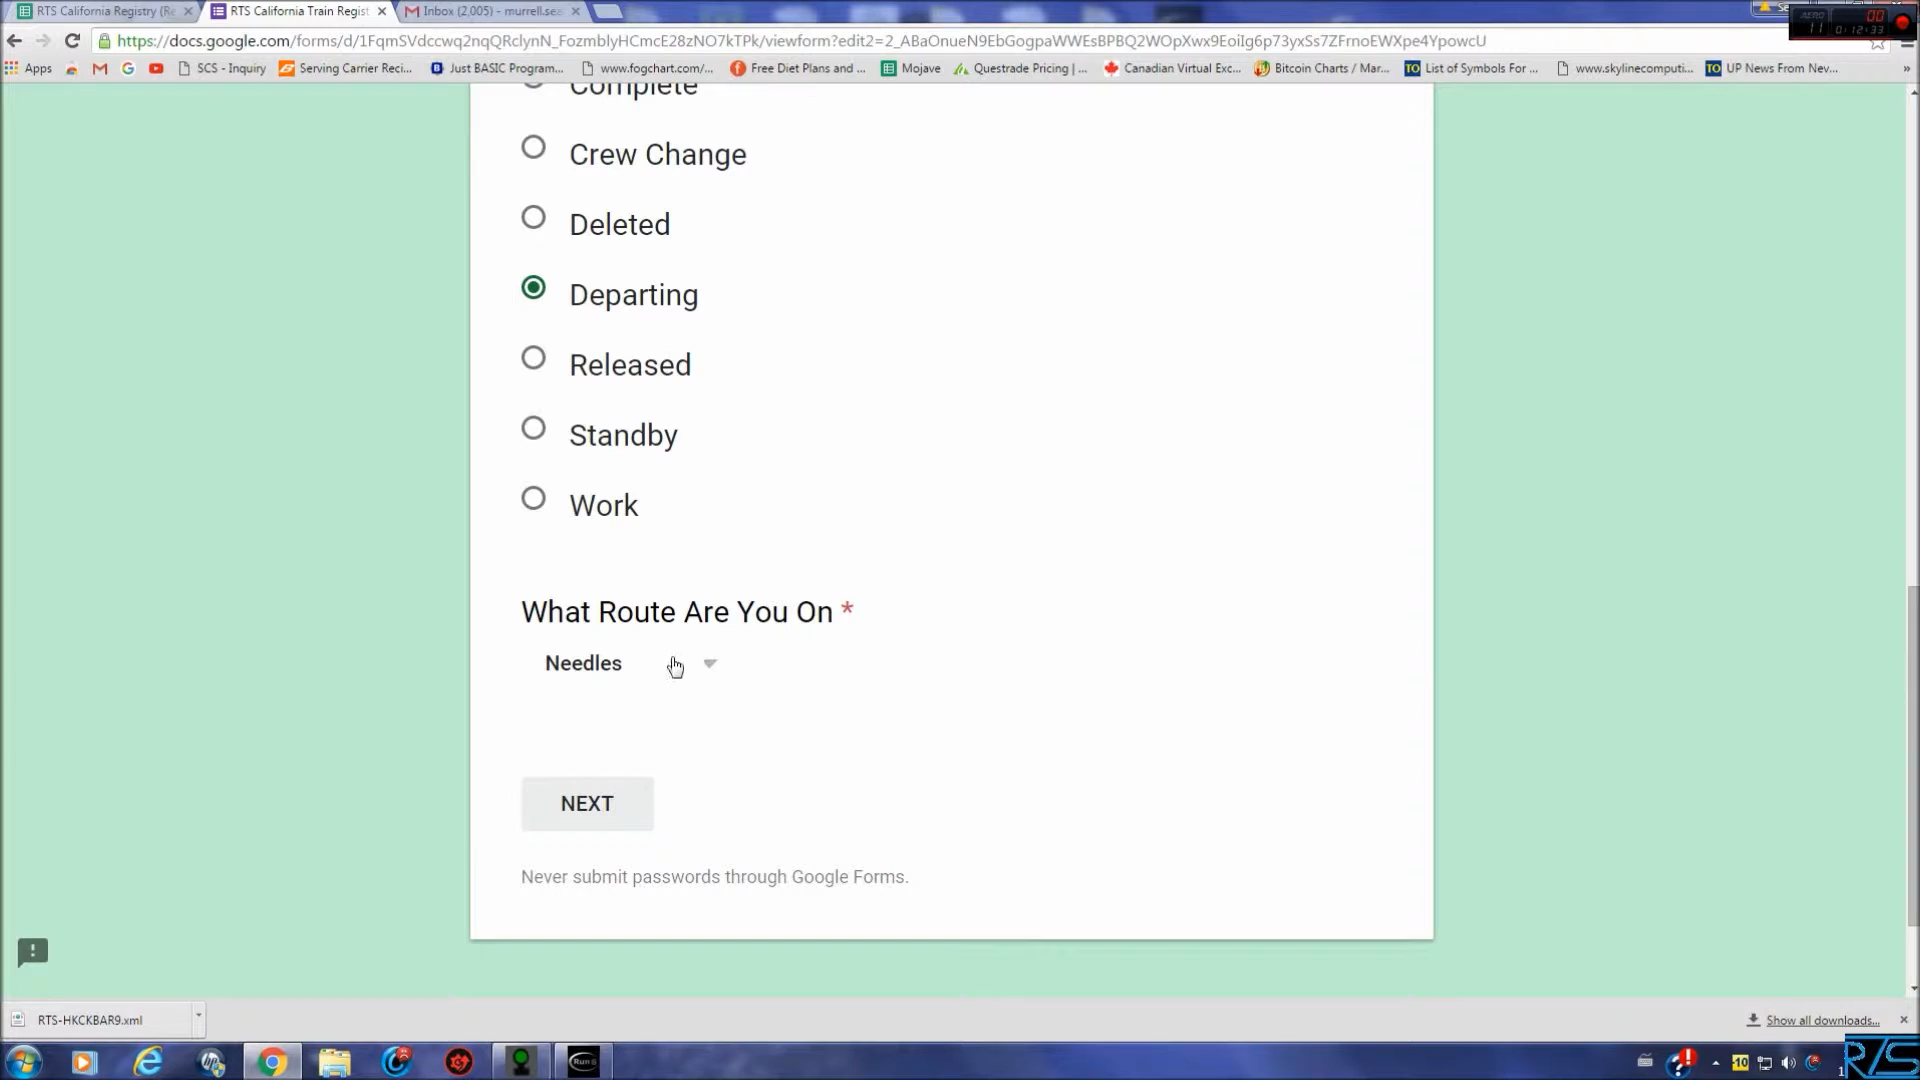 RTS California Registry (Re
RTS California Train Regist
Inbox (2,005) - murrell.sea
https://docs.google.com/forms/d/1FqmSVdccwq2nqQRclynN_FozmblyHCmcE28zNO7kTPk/viewform?edit2=2_ABaOnueN9EbGogpaWWEsBPBQ2WOpXwx9EoiIg6p73yxSs7ZFrnoEWXpe4YpowcU
Apps
SCS - Inquiry
Serving Carrier Reci...
Just BASIC Program...
www.fogchart.com/...
Free Diet Plans and ...
Mojave
Questrade Pricing | ...
Canadian Virtual Exc...
Bitcoin Charts / Mar...
List of Symbols For ...
www.skylinecomputi...
UP News From Nev...
»
Complete
Crew Change
Deleted
Departing
Released
Standby
Work
What Route Are You On *
Needles
NEXT
Never submit passwords through Google Forms.
RTS-HKCKBAR9.xml
Show all downloads...
Run8
10
R/S